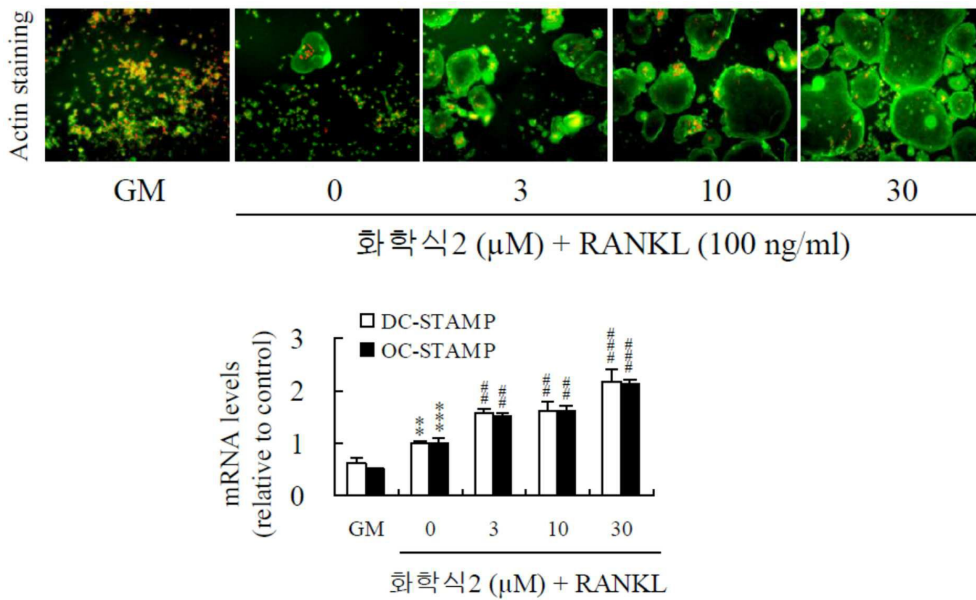 Actin staining
GM 0 3 10 30
화학식2 (µM) + RANKL (100 ng/ml)
mRNA levels
(relative to control)
DC-STAMP
OC-STAMP
3
2
1
0
** *** ## ## ## ## ### ###
GM 0 3 10 30
화학식2 (µM) + RANKL